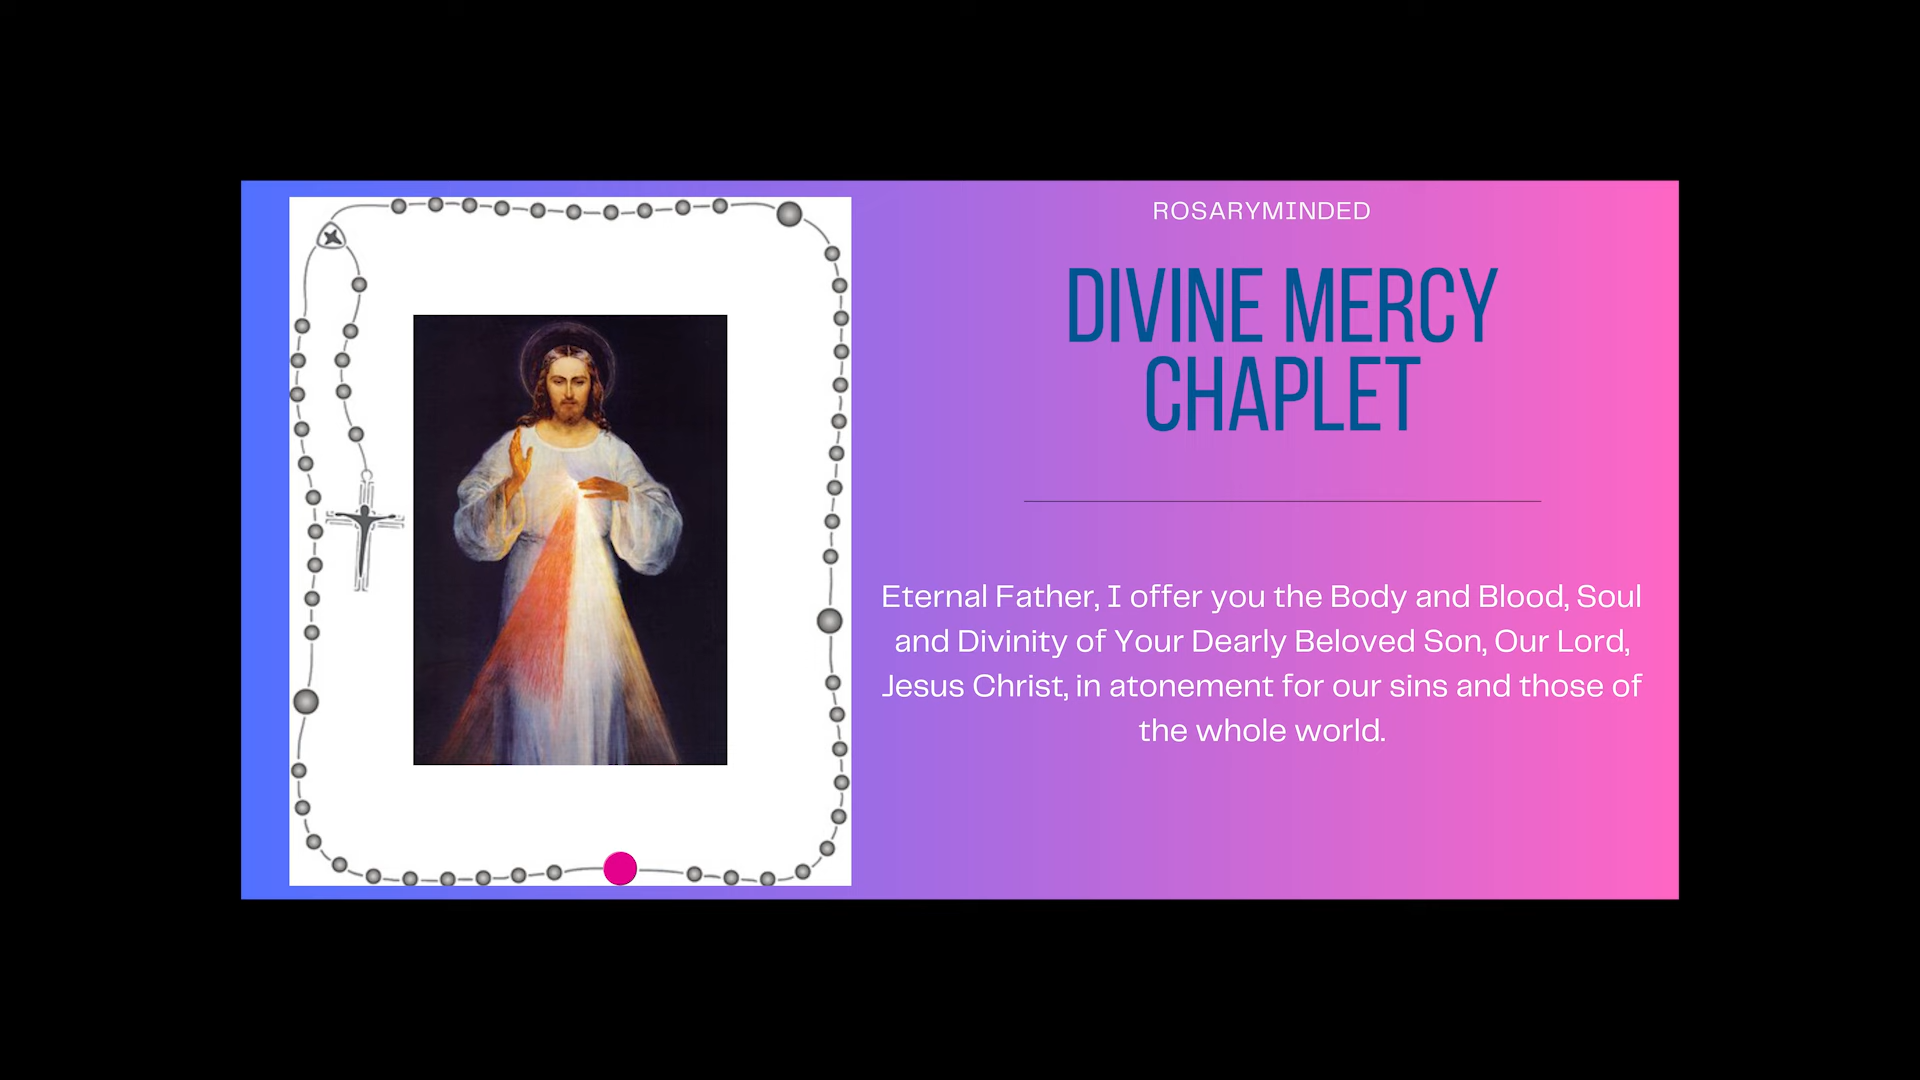 ROSARYMINDED
DIVINE MERCY
CHAPLET
Eternal Father, I offer you the Body and Blood, Soul
and Divinity of Your Dearly Beloved Son, Our Lord,
Jesus Christ, in atonement for our sins and those of
the whole world.